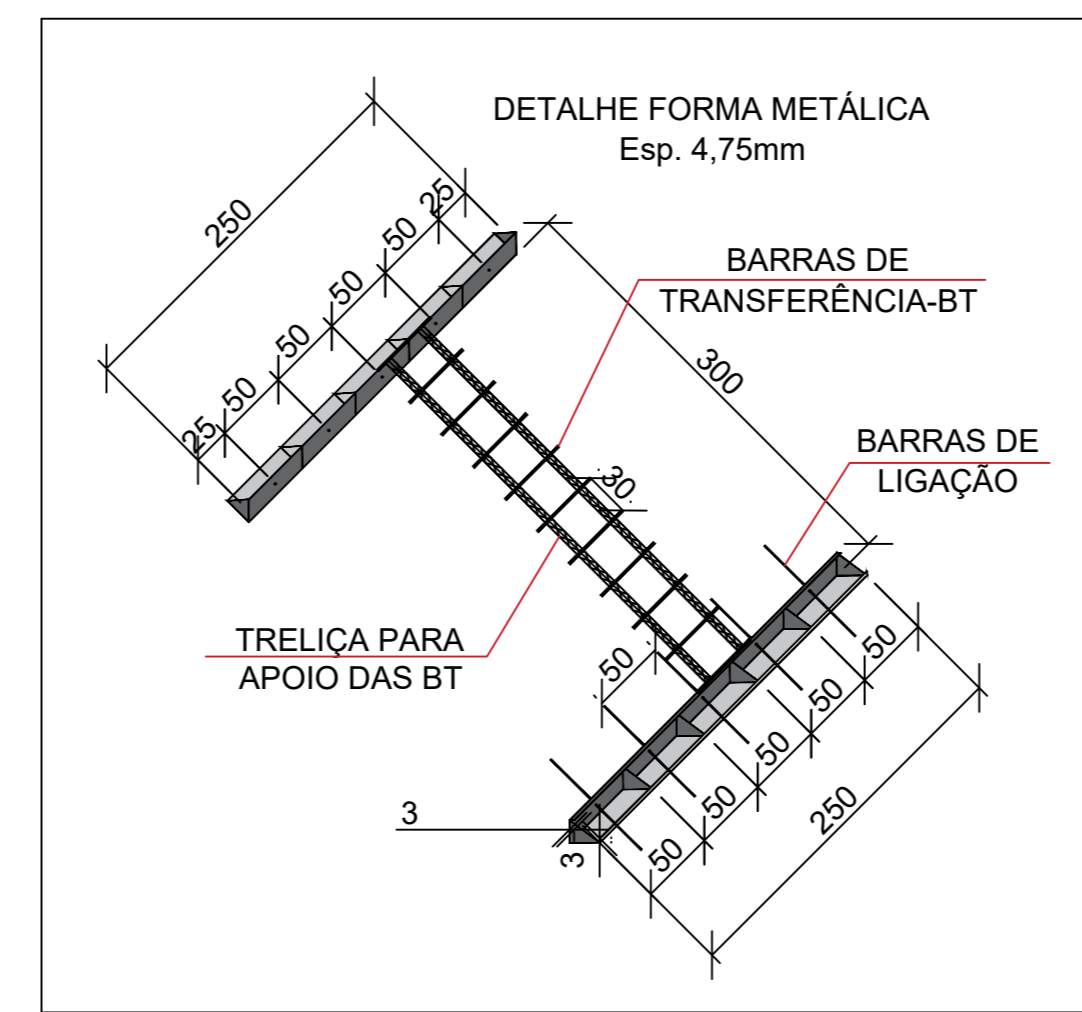 DETALHE FORMA METÁLICA
Esp. 4,75mm
250
25
50
50
50
50
25
BARRAS DE
TRANSFERÊNCIA-BT
300
BARRAS DE
LIGAÇÃO
30
TRELIÇA PARA
APOIO DAS BT
50
50
50
50
50
50
250
3
3